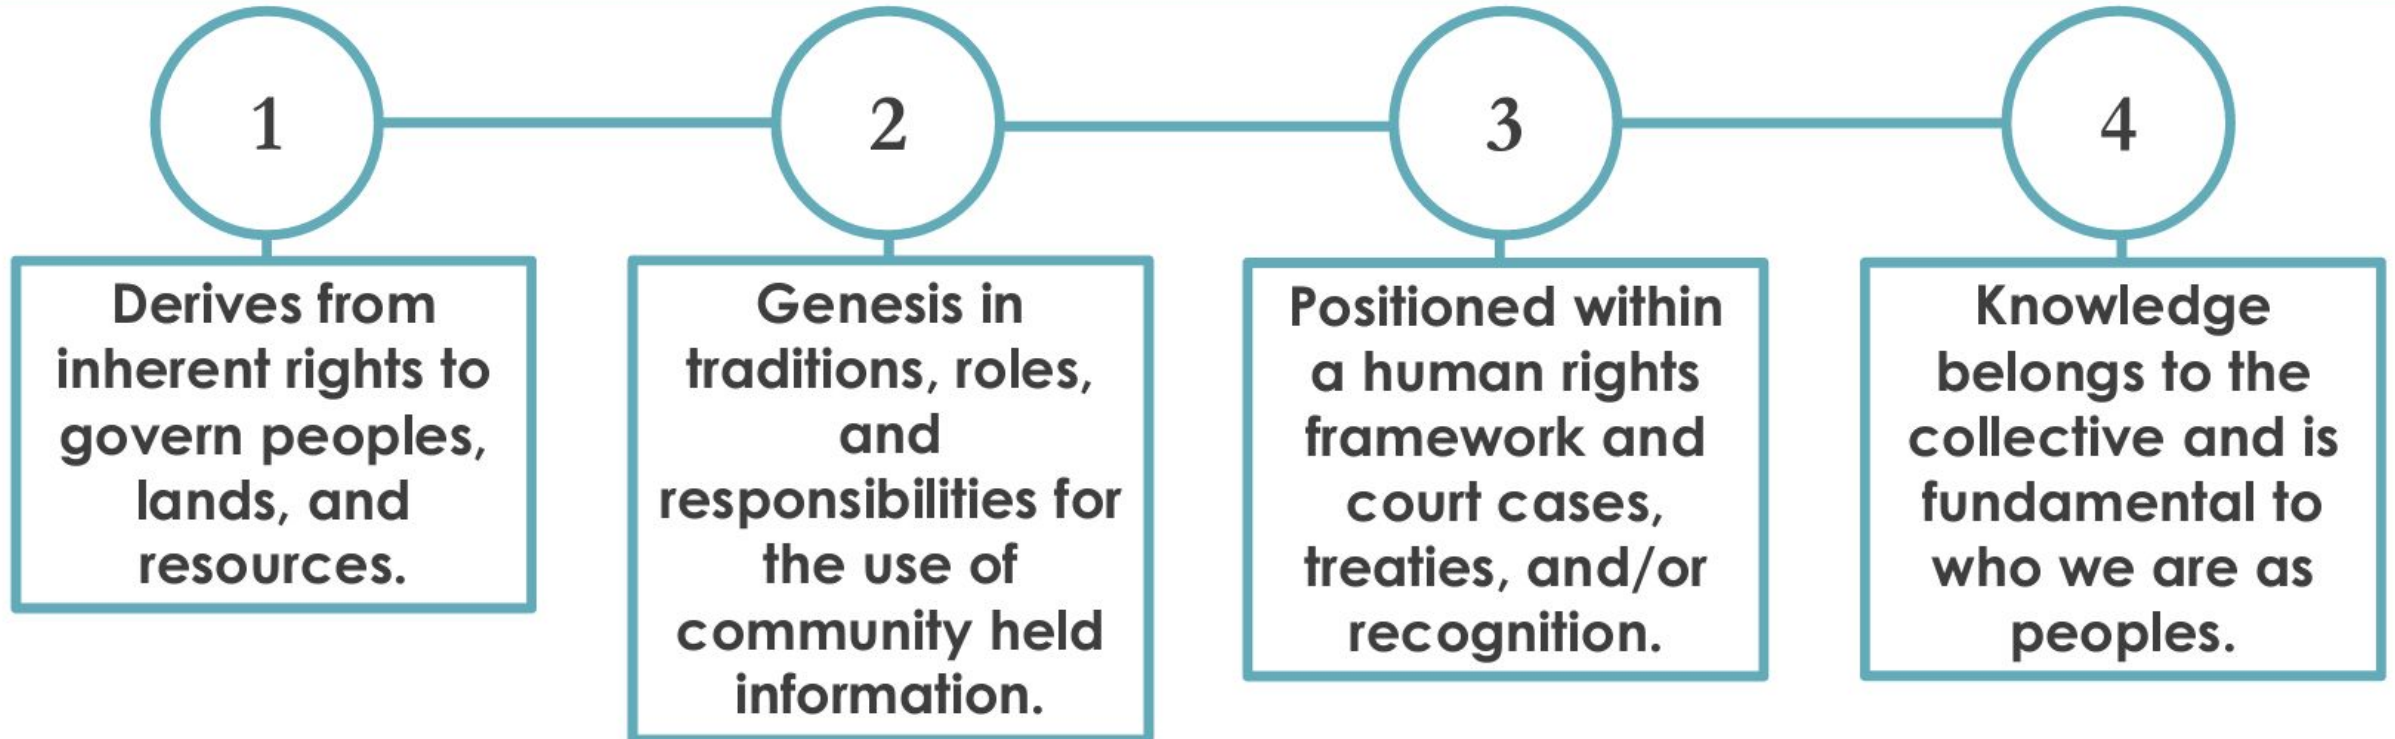 1
2
3
4
Derives from
inherent rights to
govern peoples,
lands, and
resources.
Genesis in
traditions, roles,
and
responsibilities for
the use of
community held
information.
Positioned within
a human rights
framework and
court cases,
treaties, and/or
recognition.
Knowledge
belongs to the
collective and is
fundamental to
who we are as
peoples.